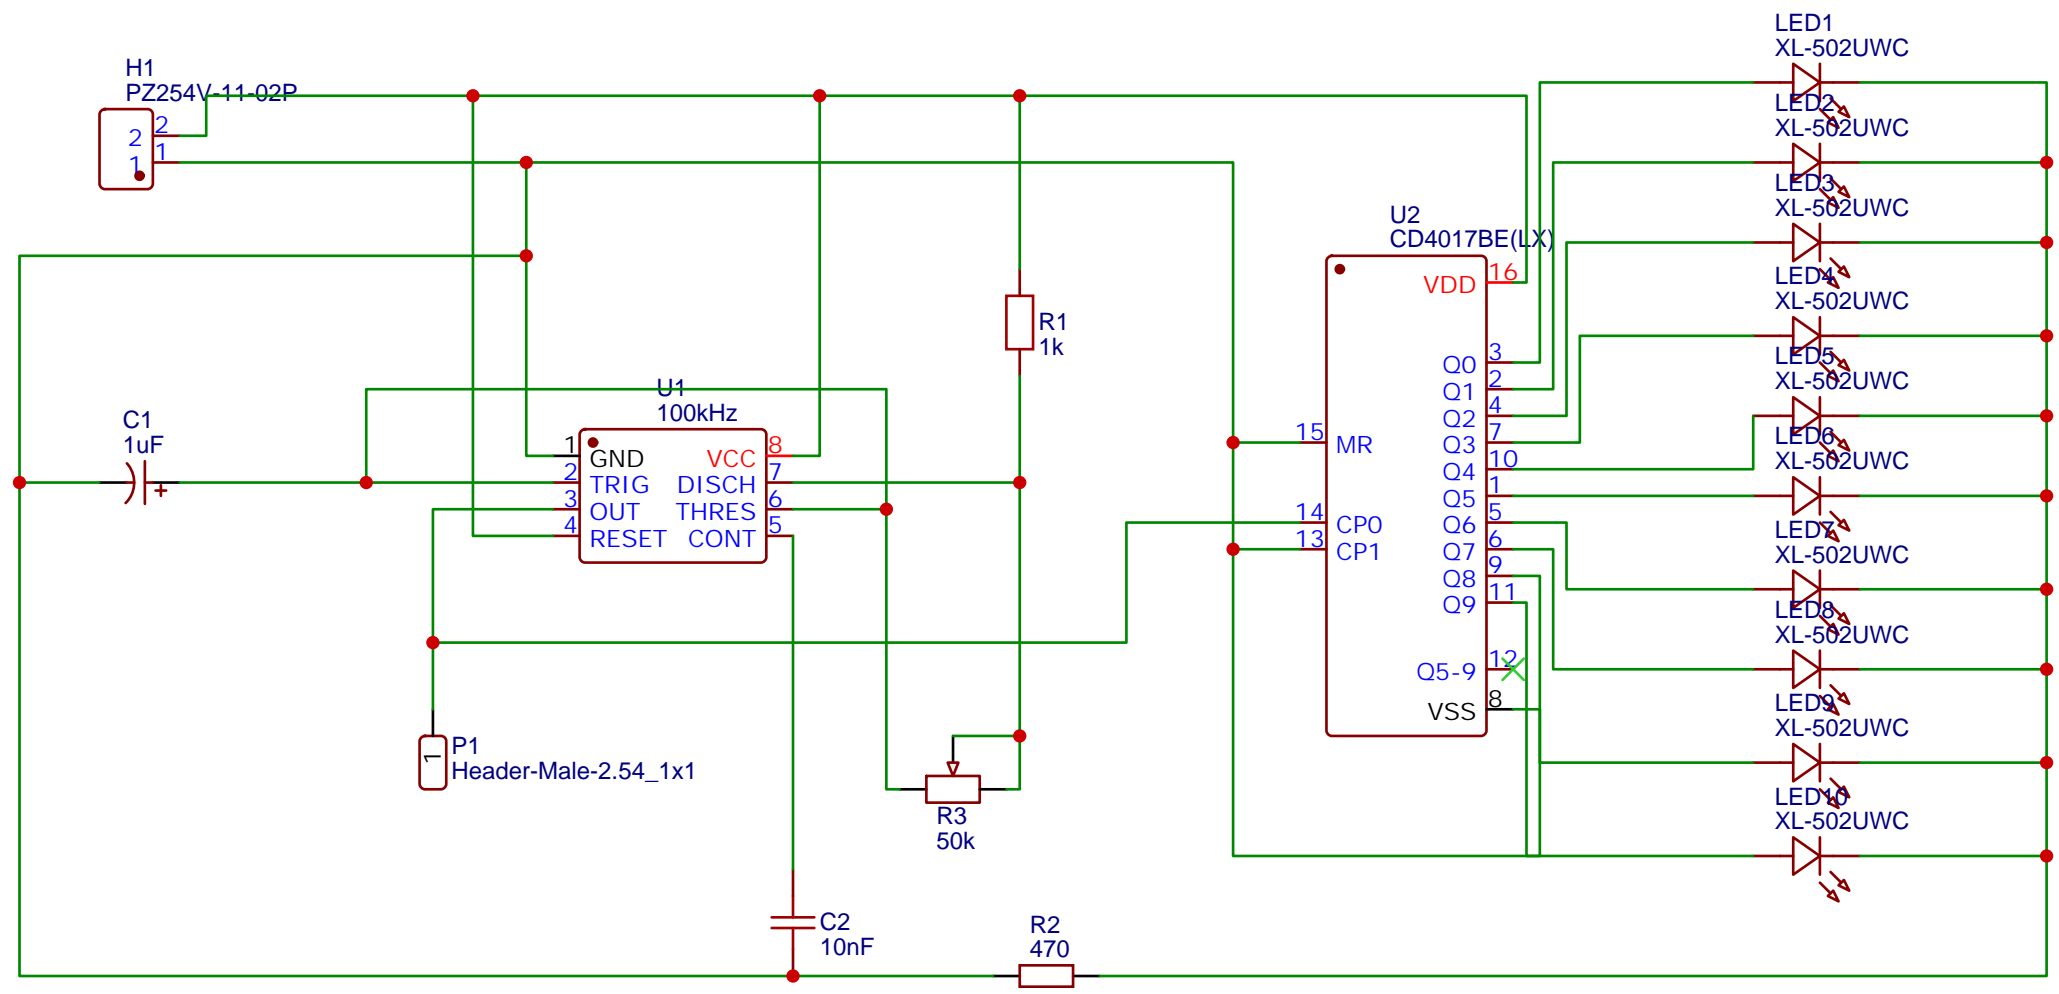 H1
PZ254V-11-02P
2
1
2
1
C1
1uF
U1
100kHz
1
GND
2
TRIG
3
OUT
4
RESET
8
VCC
7
DISCH
6
THRES
5
CONT
R1
1k
P1
Header-Male-2.54_1x1
1
R3
50k
C2
10nF
R2
470
U2
CD4017BE(LX)
15
MR
14
CP0
13
CP1
VDD
16
Q0
3
Q1
2
Q2
4
Q3
7
Q4
10
Q5
1
Q6
5
Q7
6
Q8
9
Q9
11
Q5-9
12
VSS
8
LED1
XL-502UWC
LED2
XL-502UWC
LED3
XL-502UWC
LED4
XL-502UWC
LED5
XL-502UWC
LED6
XL-502UWC
LED7
XL-502UWC
LED8
XL-502UWC
LED9
XL-502UWC
LED10
XL-502UWC